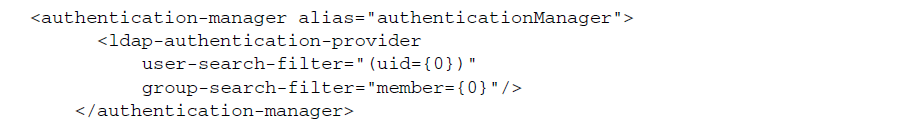 <authentication-manager alias="authenticationManager">
<ldap-authentication-provider
user-search-filter="(uid={0})"
group-search-filter="member={0}"/>
</authentication-manager>